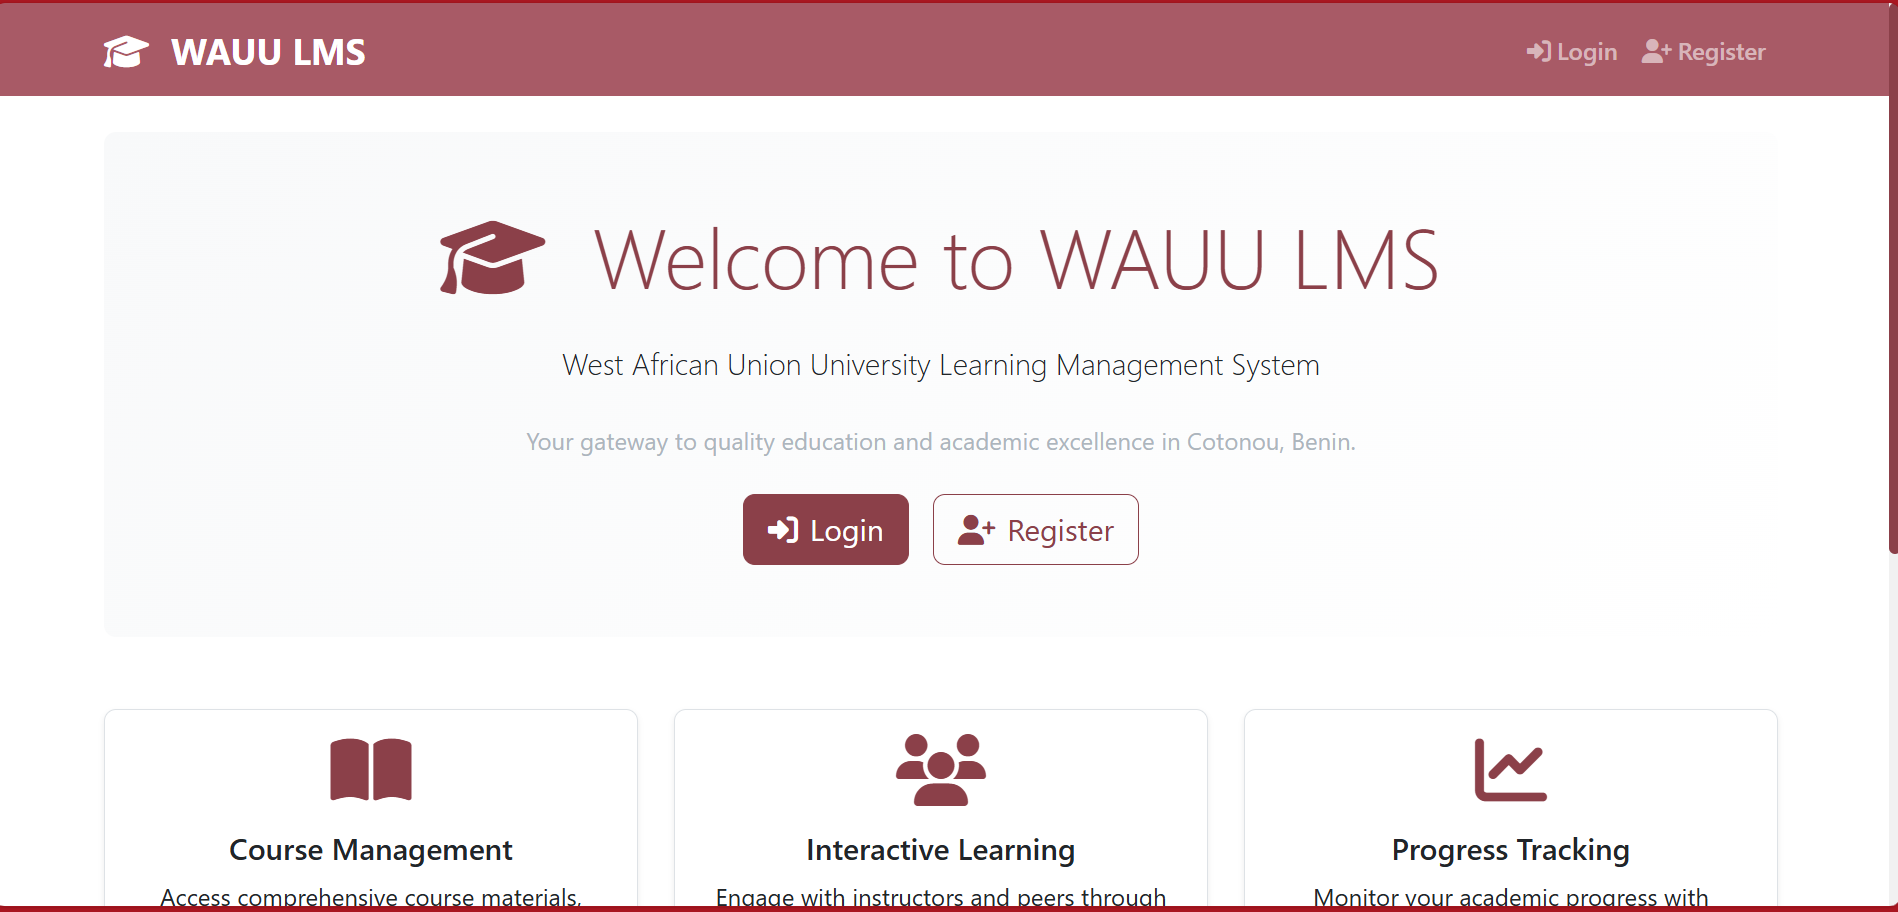 WAUU LMS
Login
Register
Welcome to WAUU LMS
West African Union University Learning Management System
Your gateway to quality education and academic excellence in Cotonou, Benin.
Login
Register
Course Management
Access comprehensive course materials,
Interactive Learning
Engage with instructors and peers through
Progress Tracking
Monitor your academic progress with